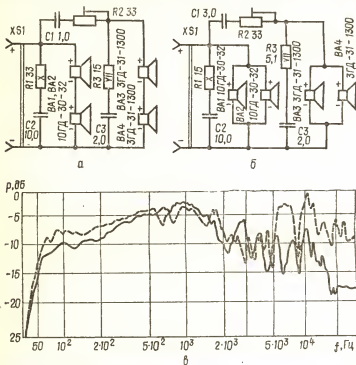 XS1
C1 1,0
R2 33
R1 33
X
BA1, BA2
10ГД-30-32
C2
10,0
R3 15
VII
C3
2,0
BA3 3ГД-31-1300
BA4 3ГД-31-1300
а
XS1
C1 3,0
R2 33
R1 15
X
BA1 10ГД-30-32
BA2
10ГД-30-32
C2
10,0
R3
5,1
VII
C3
2,0
BA3 3ГД-31-1300
BA4
3ГД-31-1300
б
p,дб
0
-5
-10
-15
-20
25
50 10² 2·10² 5·10² 10³ 2·10³ 5·10³ 10⁴ f,Гц
в